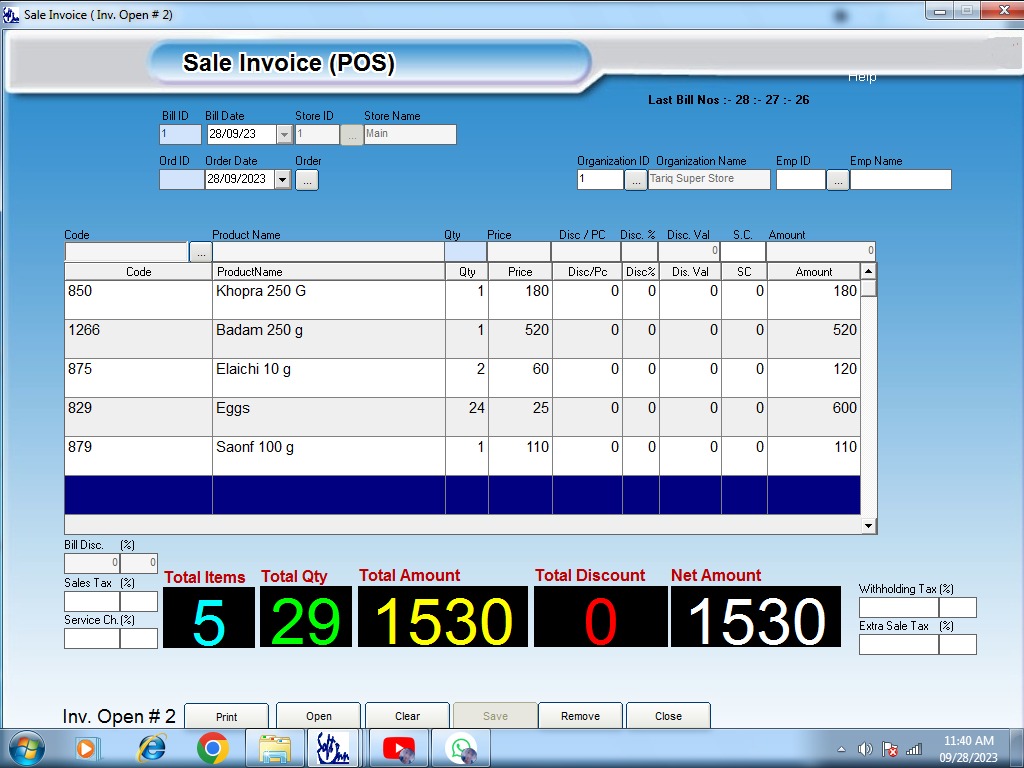 Sale Invoice ( Inv. Open # 2)
Sale Invoice (POS)
Help
Last Bill Nos :- 28 :- 27 :- 26
Bill ID Bill Date Store ID Store Name
1 28/09/23 1 ... Main
Ord ID Order Date Order
28/09/2023 ...
Organization ID Organization Name Emp ID Emp Name
1 ... Tariq Super Store ...
Code Product Name Qty Price Disc / PC Disc. % Disc. Val S.C. Amount
... 0 0
Code ProductName Qty Price Disc/Pc Disc% Dis. Val SC Amount
850 Khopra 250 G 1 180 0 0 0 0 180
1266 Badam 250 g 1 520 0 0 0 0 520
875 Elaichi 10 g 2 60 0 0 0 0 120
829 Eggs 24 25 0 0 0 0 600
879 Saonf 100 g 1 110 0 0 0 0 110
Bill Disc. (%)
0 0
Sales Tax (%)
Service Ch.(%)
Total Items Total Qty Total Amount Total Discount Net Amount
5 29 1530 0 1530
Withholding Tax (%)
Extra Sale Tax (%)
Inv. Open # 2 Print Open Clear Save Remove Close
Soft Inn
11:40 AM
09/28/2023